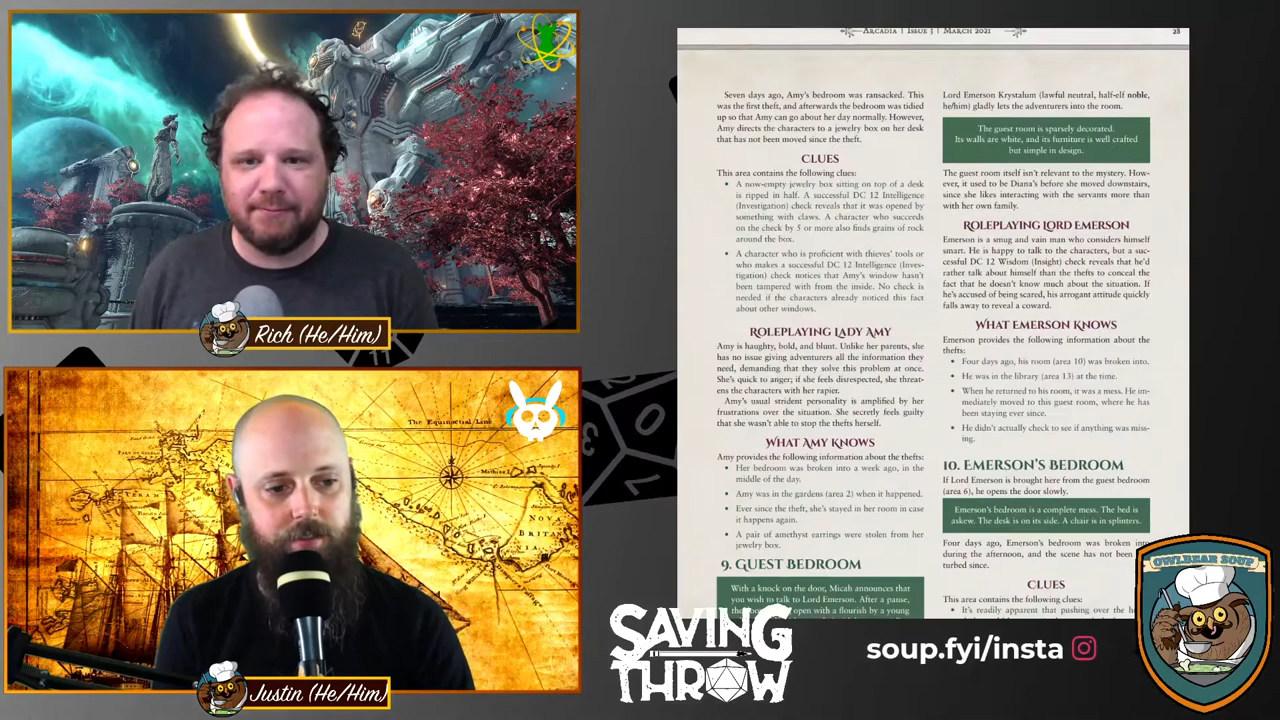 Rich (He/Him)
The Equinoctial Line
Justin (He/Him)
Arcadia | Issue 3 | March 2021
28
Seven days ago, Amy's bedroom was ransacked. This
was the first theft, and afterwards the bedroom was tidied
up so that Amy can go about her day normally. However,
Amy directs the characters to a jewelry box on her desk
that has not been moved since the theft.
CLUES
This area contains the following clues:
• A now-empty jewelry box sitting on top of a desk
is ripped in half. A successful DC 12 Intelligence
(Investigation) check reveals that it was opened by
something with claws. A character who succeeds
on the check by 5 or more also finds grains of rock
around the box.
• A character who is proficient with thieves' tools or
who makes a successful DC 12 Intelligence (Inves-
tigation) check notices that Amy's window hasn't
been tampered with from the inside. No check is
needed if the characters already noticed this fact
about other windows.
ROLEPLAYING LADY AMY
Amy is haughty, bold, and blunt. Unlike her parents, she
has no issue giving adventurers all the information they
need, demanding that they solve this problem at once.
She's quick to anger; if she feels disrespected, she threat-
ens the characters with her rapier.
Amy's usual strident personality is amplified by her
frustrations over the situation. She secretly feels guilty
that she wasn't able to stop the thefts herself.
WHAT AMY KNOWS
Amy provides the following information about the thefts:
• Her bedroom was broken into a week ago, in the
middle of the day.
• Amy was in the gardens (area 2) when it happened.
• Ever since the theft, she's stayed in her room in case
it happens again.
• A pair of amethyst earrings were stolen from her
jewelry box.
9. GUEST BEDROOM
With a knock on the door, Micah announces that
you wish to talk to Lord Emerson. After a pause,
open with a flourish by a young
Lord Emerson Krystalum (lawful neutral, half-elf noble,
he/him) gladly lets the adventurers into the room.
The guest room is sparsely decorated.
Its walls are white, and its furniture is well crafted
but simple in design.
The guest room itself isn't relevant to the mystery. How-
ever, it used to be Diana's before she moved downstairs,
since she likes interacting with the servants more than
with her own family.
ROLEPLAYING LORD EMERSON
Emerson is a smug and vain man who considers himself
smart. He is happy to talk to the characters, but a suc-
cessful DC 12 Wisdom (Insight) check reveals that he'd
rather talk about himself than the thefts to conceal the
fact that he doesn't know much about the situation. If
he's accused of being scared, his arrogant attitude quickly
falls away to reveal a coward.
WHAT EMERSON KNOWS
Emerson provides the following information about the
thefts:
• Four days ago, his room (area 10) was broken into.
• He was in the library (area 13) at the time.
• When he returned to his room, it was a mess. He im-
mediately moved to this guest room, where he has
been staying ever since.
• He didn't actually check to see if anything was miss-
ing.
10. EMERSON'S BEDROOM
If Lord Emerson is brought here from the guest bedroom
(area 6), he opens the door slowly.
Emerson's bedroom is a complete mess. The bed is
askew. The desk is on its side. A chair is in splinters.
Four days ago, Emerson's bedroom was broken into
during the afternoon, and the scene has not been
turbed since.
CLUES
This area contains the following clues:
• It's readily apparent that pushing over the
SAVING
THROW
soup.fyi/insta
OWLBEAR SOUP